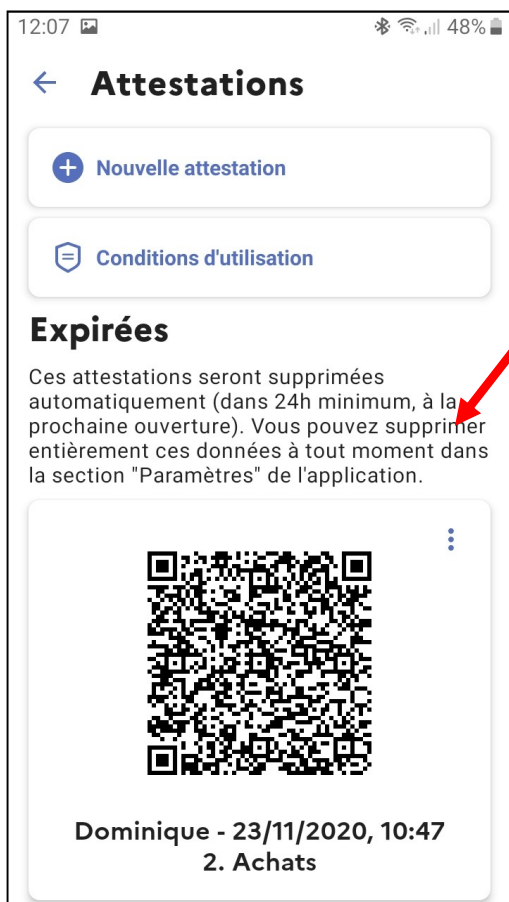 12:07 48%
Attestations
Nouvelle attestation
Conditions d'utilisation
Expirées
Ces attestations seront supprimées
automatiquement (dans 24h minimum, à la
prochaine ouverture). Vous pouvez supprimer
entièrement ces données à tout moment dans
la section "Paramètres" de l'application.
Dominique - 23/11/2020, 10:47
2. Achats